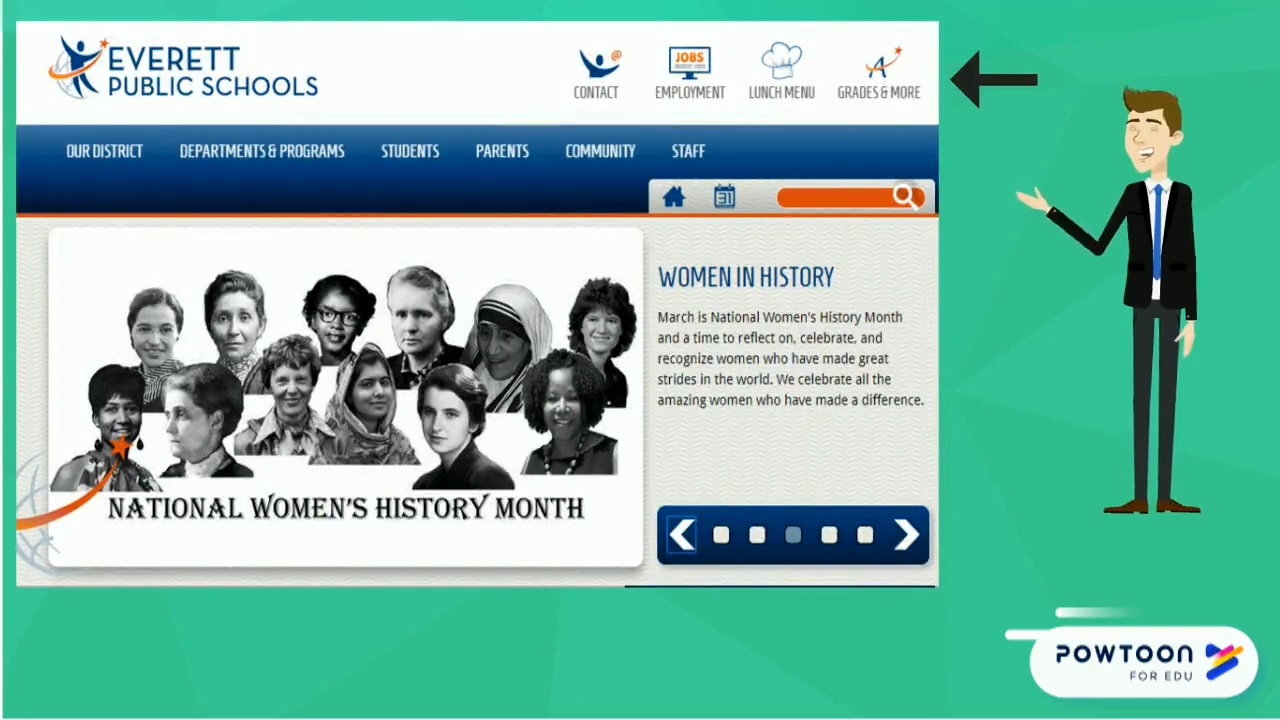 EVERETT
PUBLIC SCHOOLS
@
JOBS
CONTACT
EMPLOYMENT
LUNCH MENU
A
GRADES & MORE
OUR DISTRICT
DEPARTMENTS & PROGRAMS
STUDENTS
PARENTS
COMMUNITY
STAFF
31
WOMEN IN HISTORY
March is National Women's History Month
and a time to reflect on, celebrate, and
recognize women who have made great
strides in the world. We celebrate all the
amazing women who have made a difference.
NATIONAL WOMEN'S HISTORY MONTH
POWTOON
FOR EDU